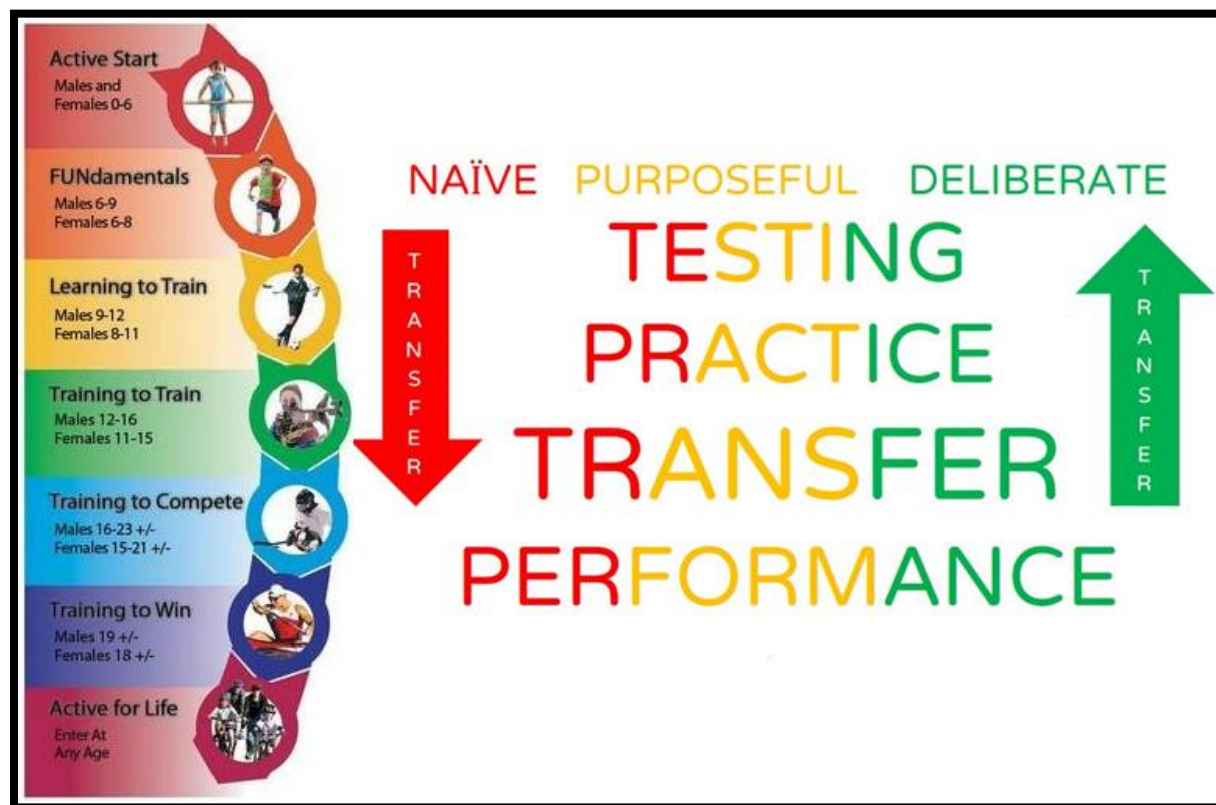 Active Start
Males and
Females 0-6
FUNdamentals
Males 6-9
Females 6-8
Learning to Train
Males 9-12
Females 8-11
Training to Train
Males 12-16
Females 11-15
Training to Compete
Males 16-23 +/-
Females 15-21 +/-
Training to Win
Males 19 +/-
Females 18 +/-
Active for Life
Enter At
Any Age
NAÏVE PURPOSEFUL DELIBERATE
TESTING
PRACTICE
TRANSFER
PERFORMANCE
TRANSFER
TRANSFER